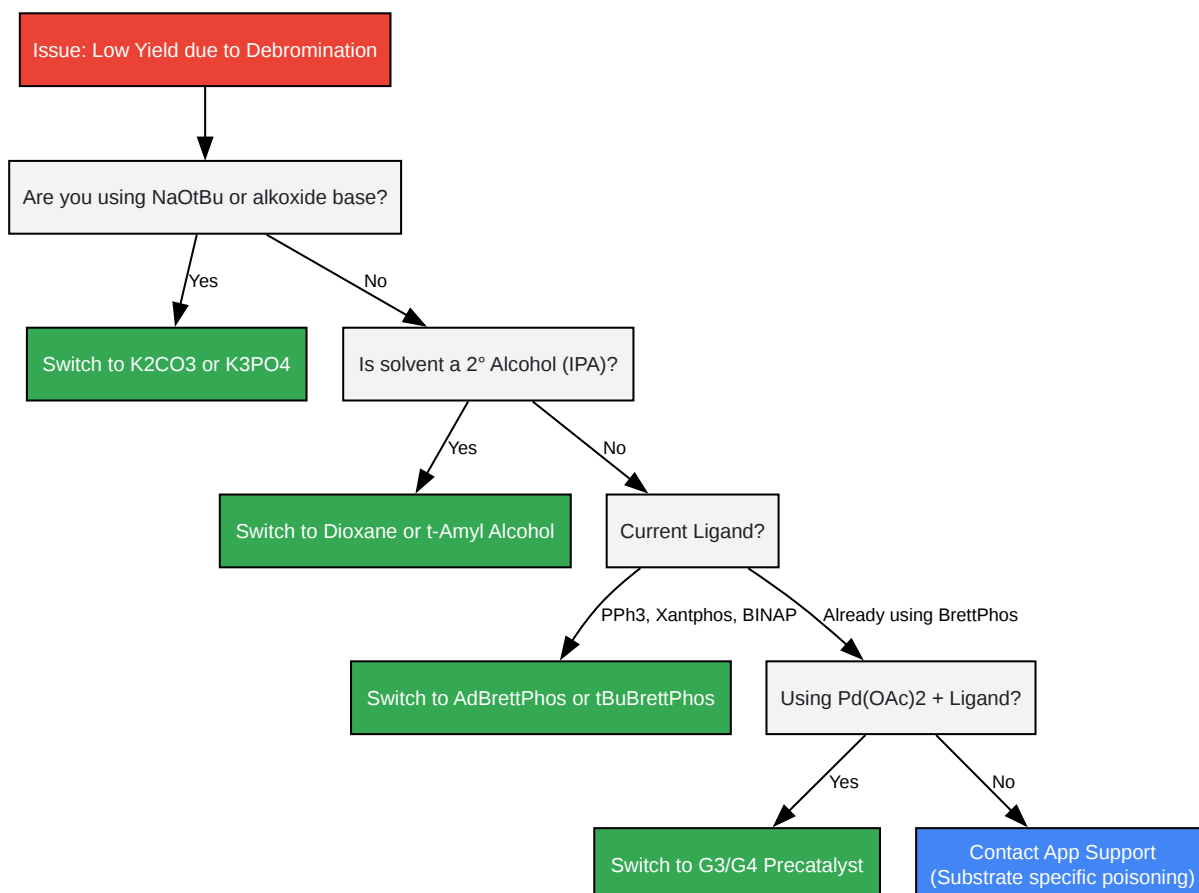 Issue: Low Yield due to Debromination
Are you using NaOtBu or alkoxide base?
Yes
No
Switch to K2CO3 or K3PO4
Is solvent a 2° Alcohol (IPA)?
Yes
No
Switch to Dioxane or t-Amyl Alcohol
Current Ligand?
PPh3, Xantphos, BINAP
Already using BrettPhos
Switch to AdBrettPhos or tBuBrettPhos
Using Pd(OAc)2 + Ligand?
Yes
No
Switch to G3/G4 Precatalyst
Contact App Support
(Substrate specific poisoning)